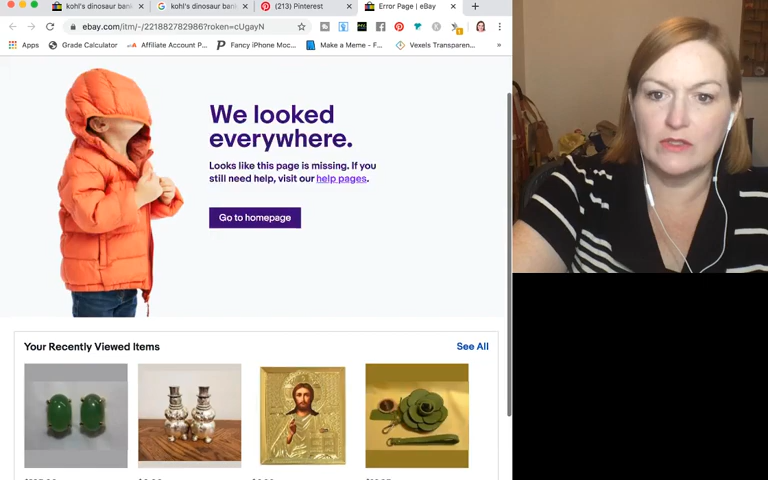 kohl's dinosaur bank
kohl's dinosaur bank
(213) Pinterest
Error Page | eBay
ebay.com/itm/-/221882782986?roken=cUgayN
Apps
Grade Calculator
Affiliate Account P...
Fancy iPhone Moc...
Make a Meme - F...
Vexels Transparen...
We looked
everywhere.
Looks like this page is missing. If you
still need help, visit our help pages.
Go to homepage
Your Recently Viewed Items
See All